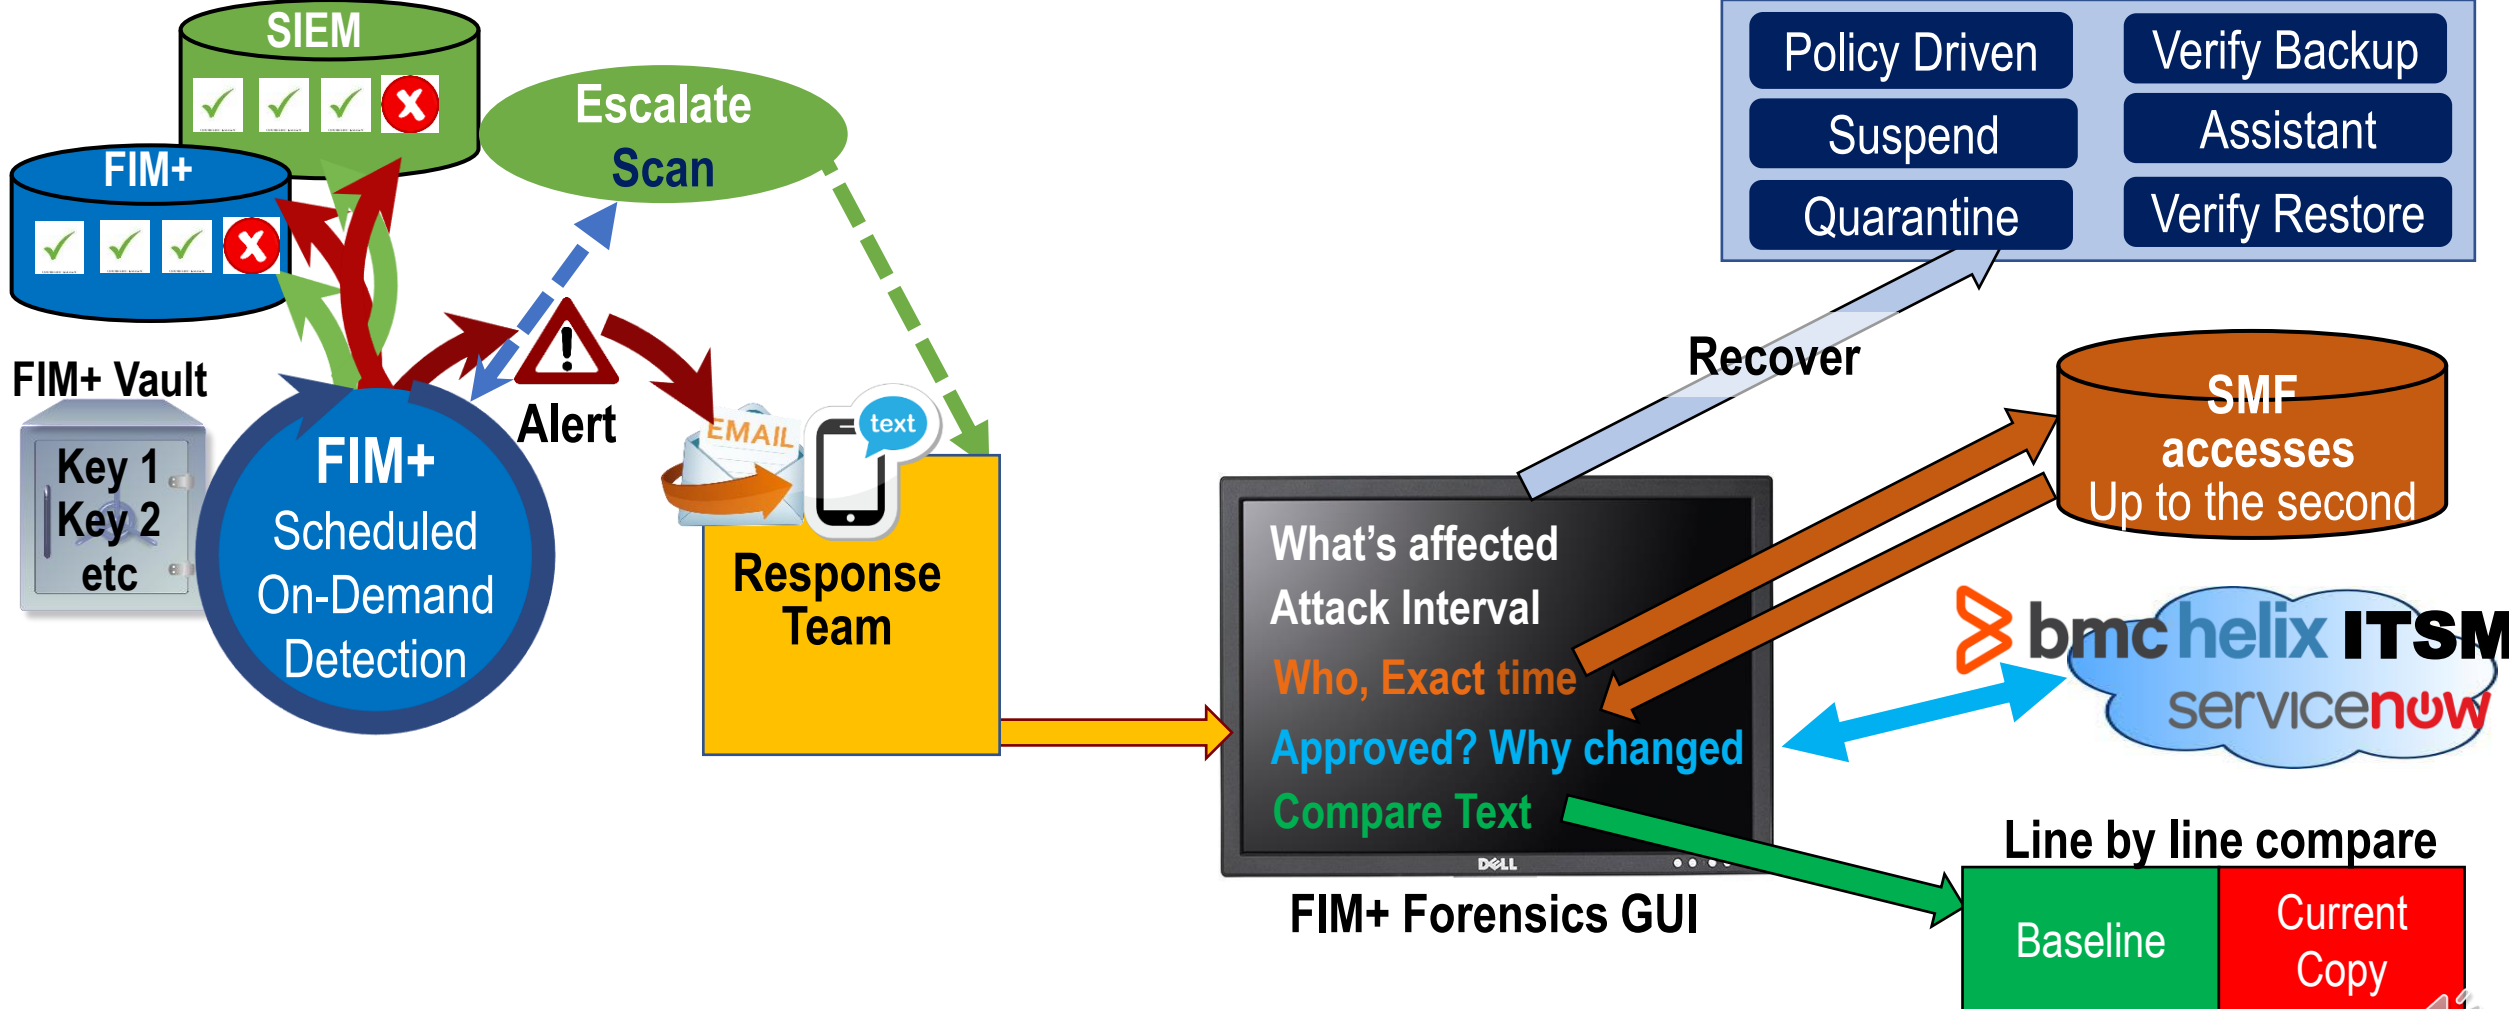 SIEM
FIM+
Escalate
Scan
FIM+ Vault
Key 1
Key 2
etc
FIM+
Scheduled
On-Demand
Detection
Alert
EMAIL
text
Response
Team
What's affected
Attack Interval
Who, Exact time
Approved? Why changed
Compare Text
DELL
FIM+ Forensics GUI
Recover
Policy Driven
Verify Backup
Suspend
Assistant
Quarantine
Verify Restore
SMF
accesses
Up to the second
bmc helix ITSM
servicenow
Line by line compare
Baseline
Current
Copy